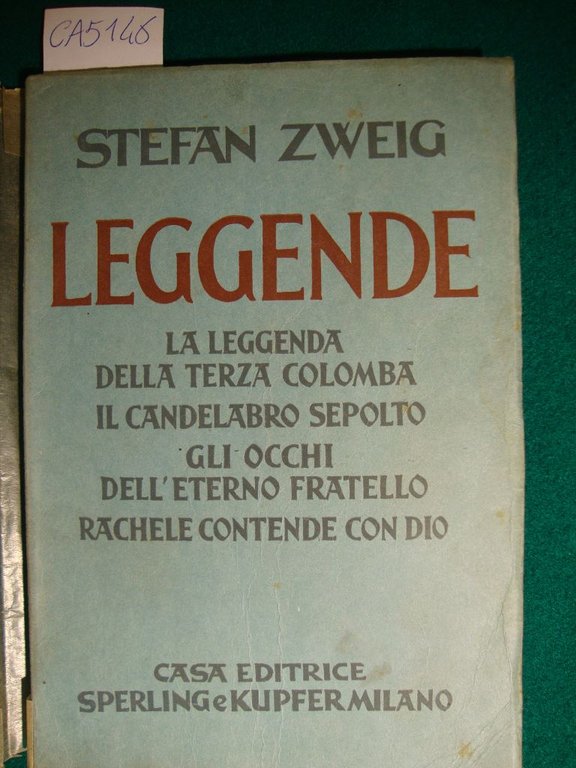 CA5146
STEFAN ZWEIG
LEGGENDE
LA LEGGENDA
DELLA TERZA COLOMBA
IL CANDELABRO SEPOLTO
GLI OCCHI
DELL'ETERNO FRATELLO
RACHELE CONTENDE CON DIO
CASA EDITRICE
SPERLING e KUPFER MILANO